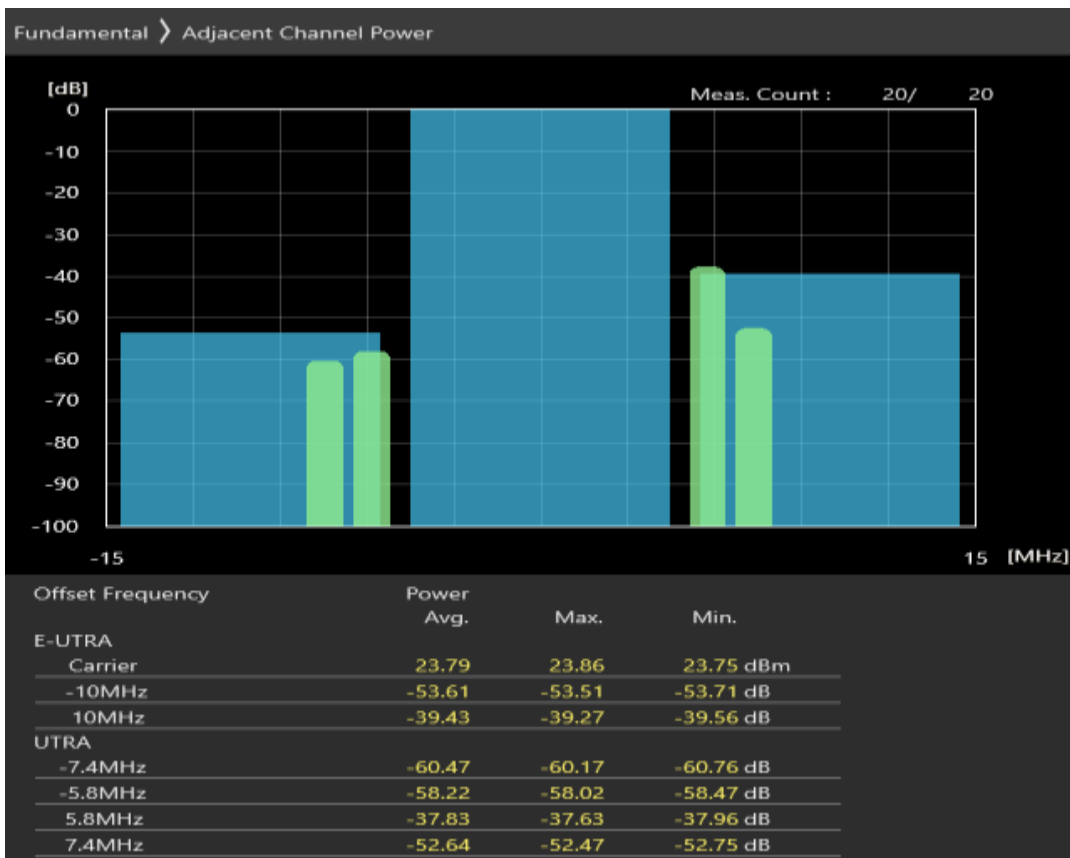 Fundamental ❯ Adjacent Channel Power
[dB]
Meas. Count : 20/ 20
0
-10
-20
-30
-40
-50
-60
-70
-80
-90
-100
-15 15 [MHz]
Offset Frequency Power
Avg. Max. Min.
E-UTRA
Carrier 23.79 23.86 23.75 dBm
-10MHz -53.61 -53.51 -53.71 dB
10MHz -39.43 -39.27 -39.56 dB
UTRA
-7.4MHz -60.47 -60.17 -60.76 dB
-5.8MHz -58.22 -58.02 -58.47 dB
5.8MHz -37.83 -37.63 -37.96 dB
7.4MHz -52.64 -52.47 -52.75 dB